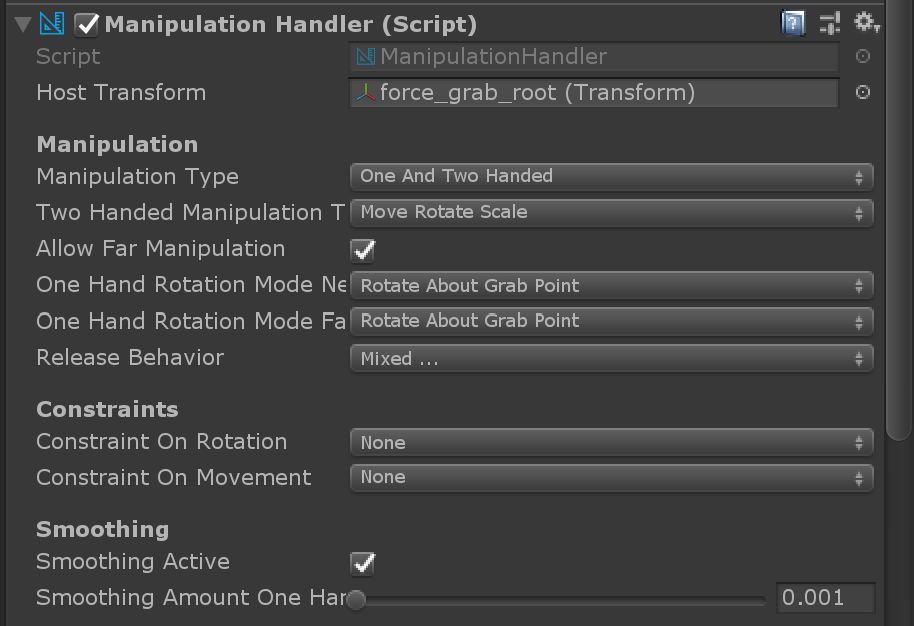 Manipulation Handler (Script)
Script ManipulationHandler
Host Transform force_grab_root (Transform)
Manipulation
Manipulation Type One And Two Handed
Two Handed Manipulation T Move Rotate Scale
Allow Far Manipulation
One Hand Rotation Mode Ne Rotate About Grab Point
One Hand Rotation Mode Fa Rotate About Grab Point
Release Behavior Mixed ...
Constraints
Constraint On Rotation None
Constraint On Movement None
Smoothing
Smoothing Active
Smoothing Amount One Har 0.001